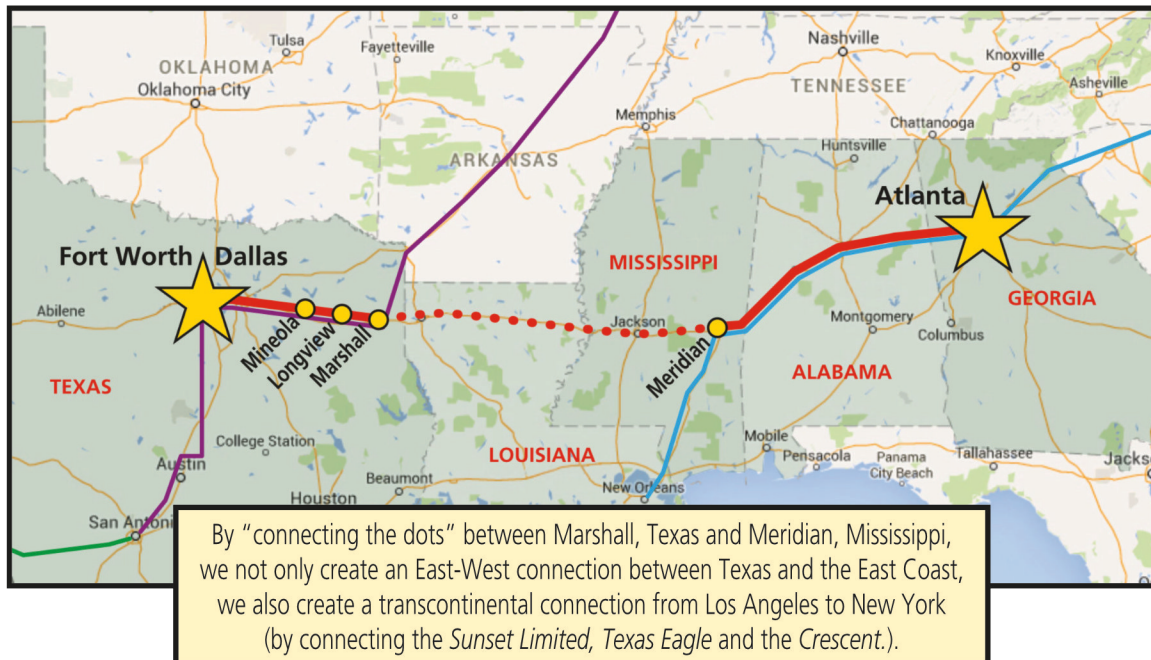 Nashville
Tulsa
Fayetteville
Knoxville
OKLAHOMA
TENNESSEE
Oklahoma City
Asheville
Memphis
Chattanooga
Huntsville
ARKANSAS
Atlanta
Fort Worth
Dallas
MISSISSIPPI
GEORGIA
Abilene
Mineola
Longview
Marshall
Jackson
Montgomery
Columbus
Meridian
TEXAS
ALABAMA
College Station
LOUISIANA
Mobile
Pensacola
Panama
City Beach
Tallahassee
Jacks
Austin
Beaumont
New Orleans
Houston
San Antoni
By “connecting the dots” between Marshall, Texas and Meridian, Mississippi,
we not only create an East-West connection between Texas and the East Coast,
we also create a transcontinental connection from Los Angeles to New York
(by connecting the Sunset Limited, Texas Eagle and the Crescent.).